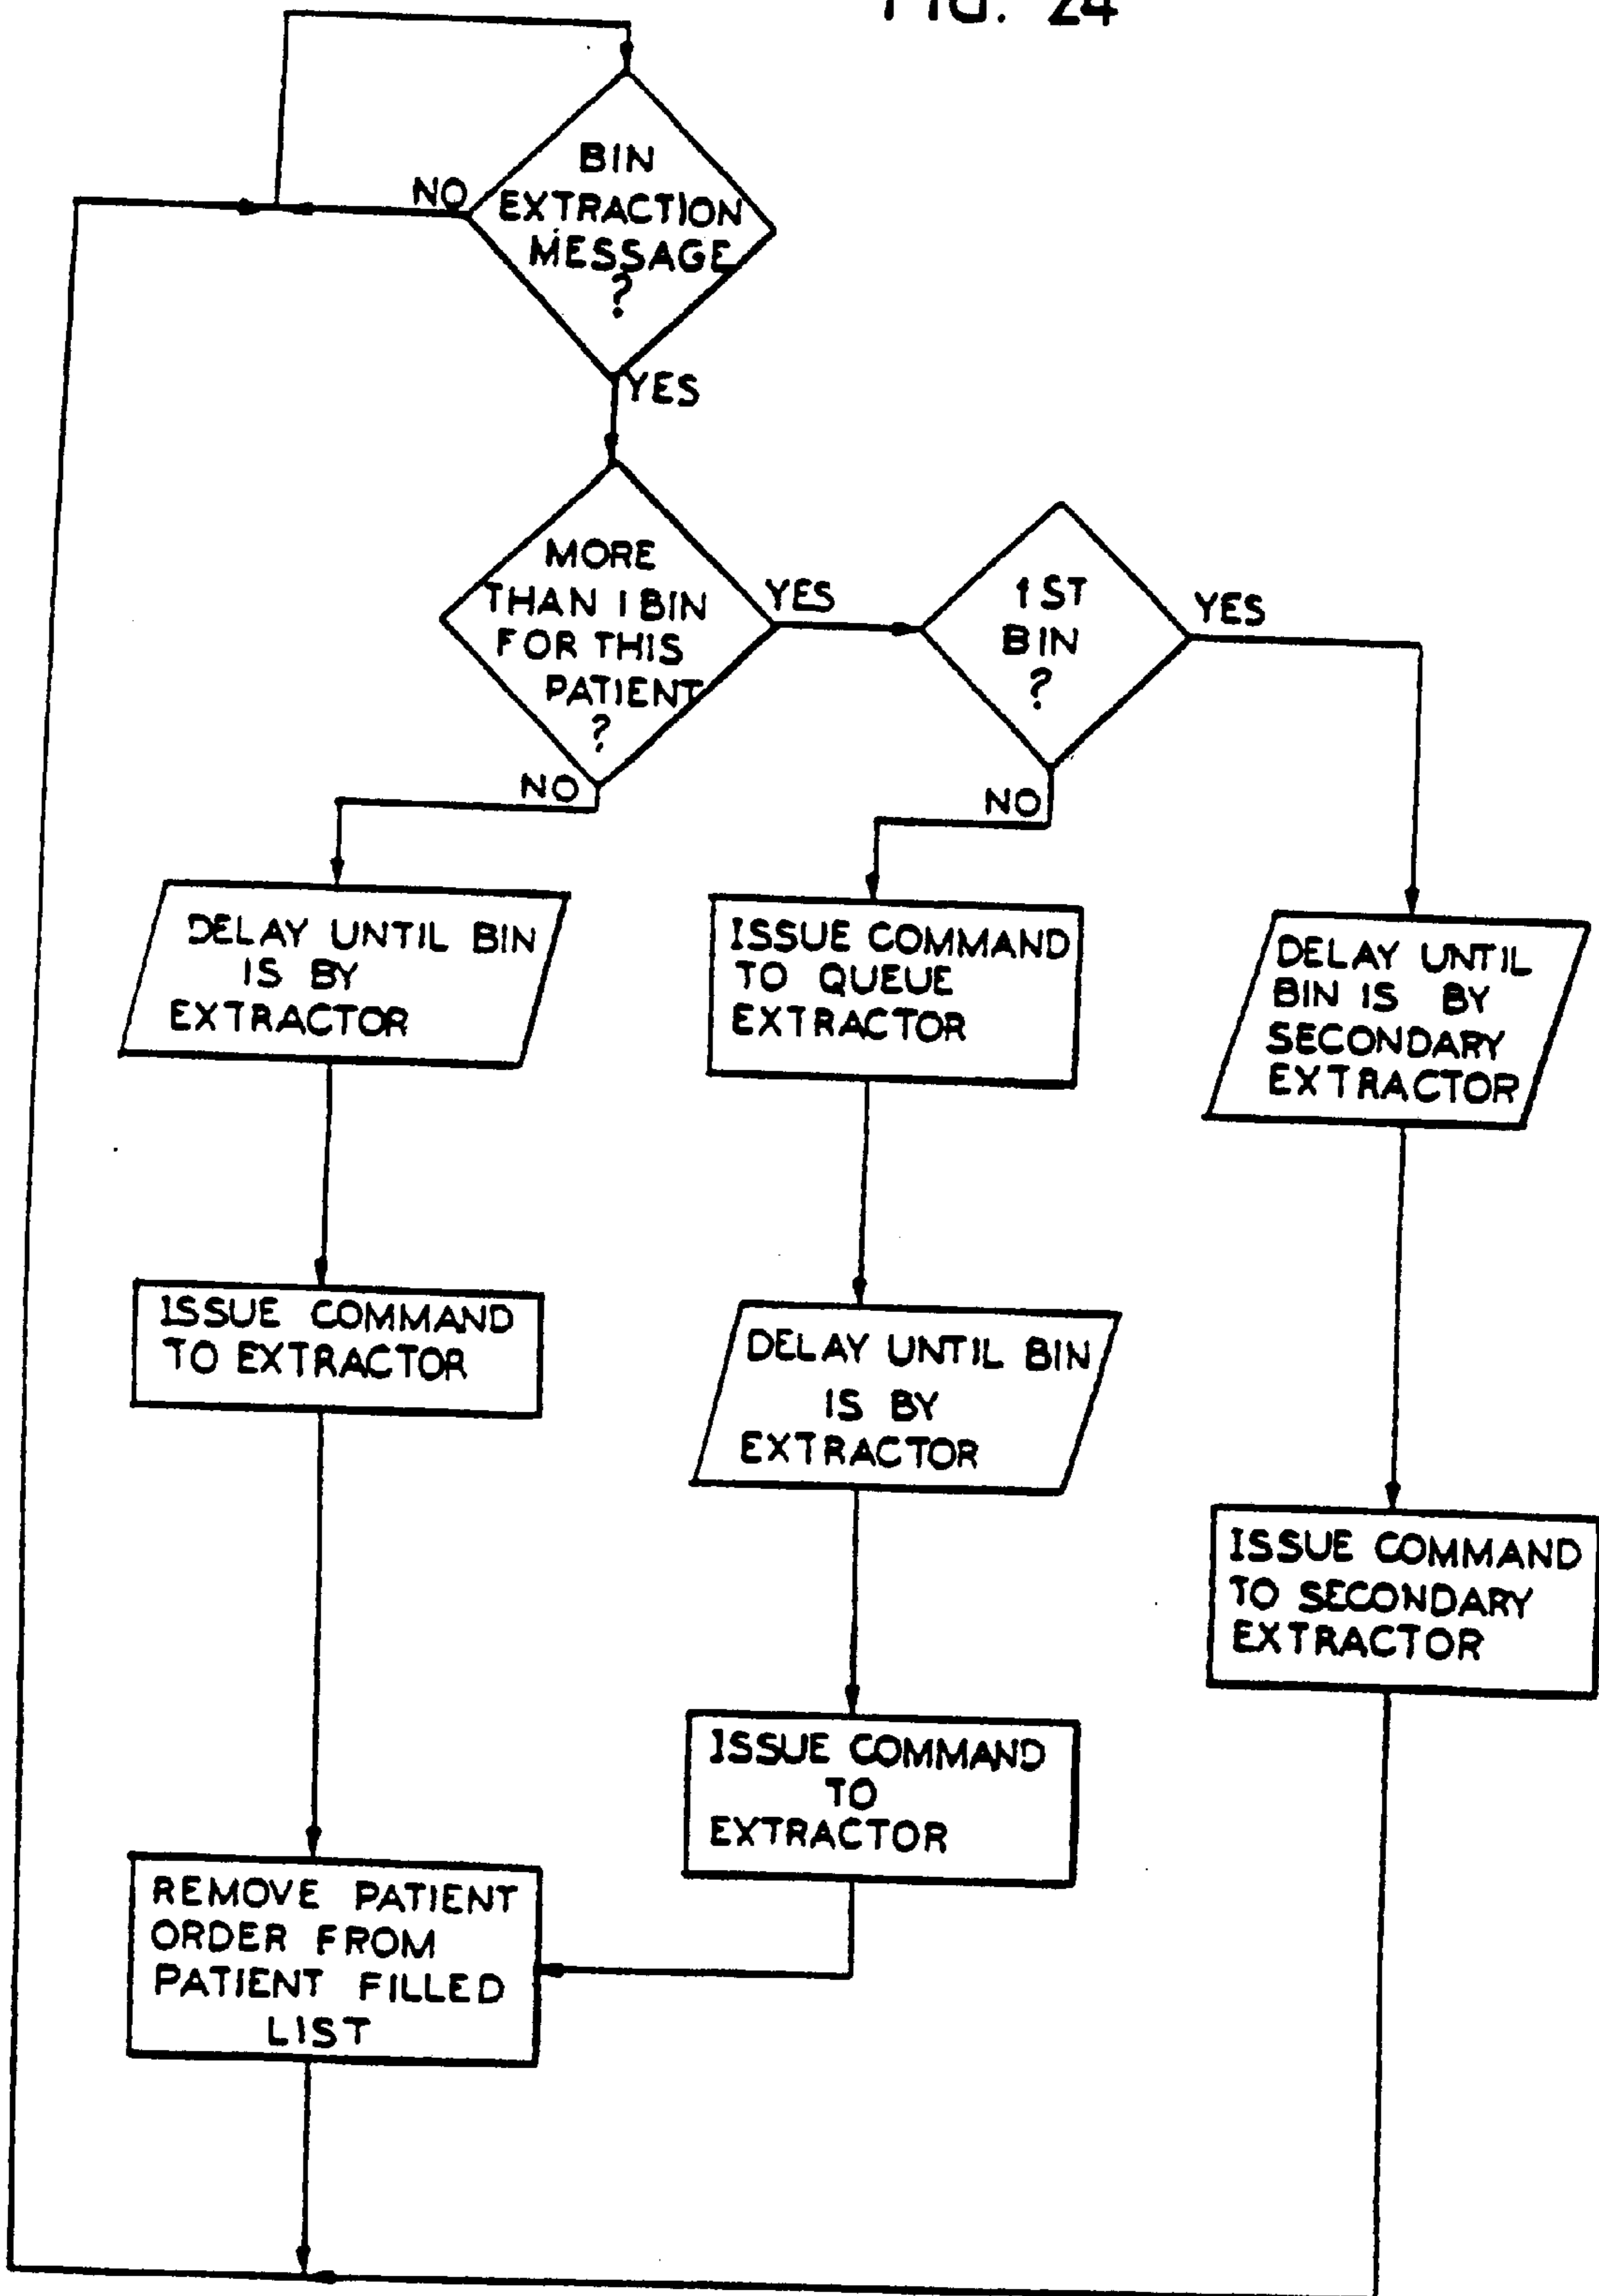 FIG. 24
BIN
EXTRACTION
MESSAGE
?
NO
YES
MORE
THAN 1 BIN
FOR THIS
PATIENT
?
YES
NO
1ST
BIN
?
YES
NO
DELAY UNTIL BIN
IS BY
EXTRACTOR
ISSUE COMMAND
TO QUEUE
EXTRACTOR
DELAY UNTIL
BIN IS BY
SECONDARY
EXTRACTOR
ISSUE COMMAND
TO EXTRACTOR
DELAY UNTIL BIN
IS BY
EXTRACTOR
ISSUE COMMAND
TO SECONDARY
EXTRACTOR
ISSUE COMMAND
TO
EXTRACTOR
REMOVE PATIENT
ORDER FROM
PATIENT FILLED
LIST